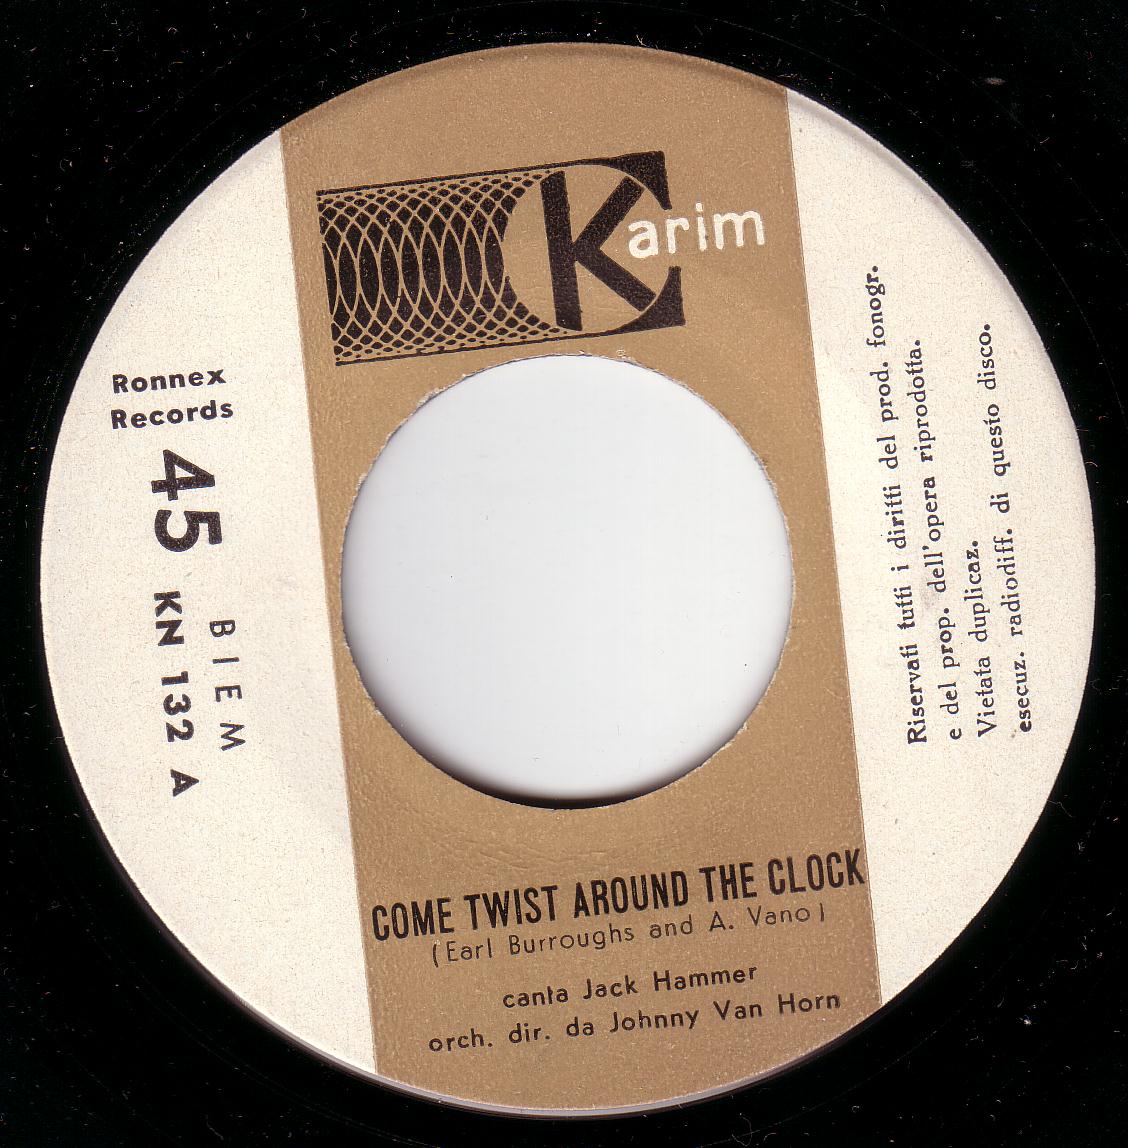 Karim
Ronnex
Records
45
KN 132 A
BIEM
Riservati tutti i diritti del prod. fonogr.
e del prop. dell'opera riprodotta.
Vietata duplicaz.
esecuz. radiodiff. di questo disco.
COME TWIST AROUND THE CLOCK
(Earl Burroughs and A. Vano)
canta Jack Hammer
orch. dir. da Johnny Van Horn